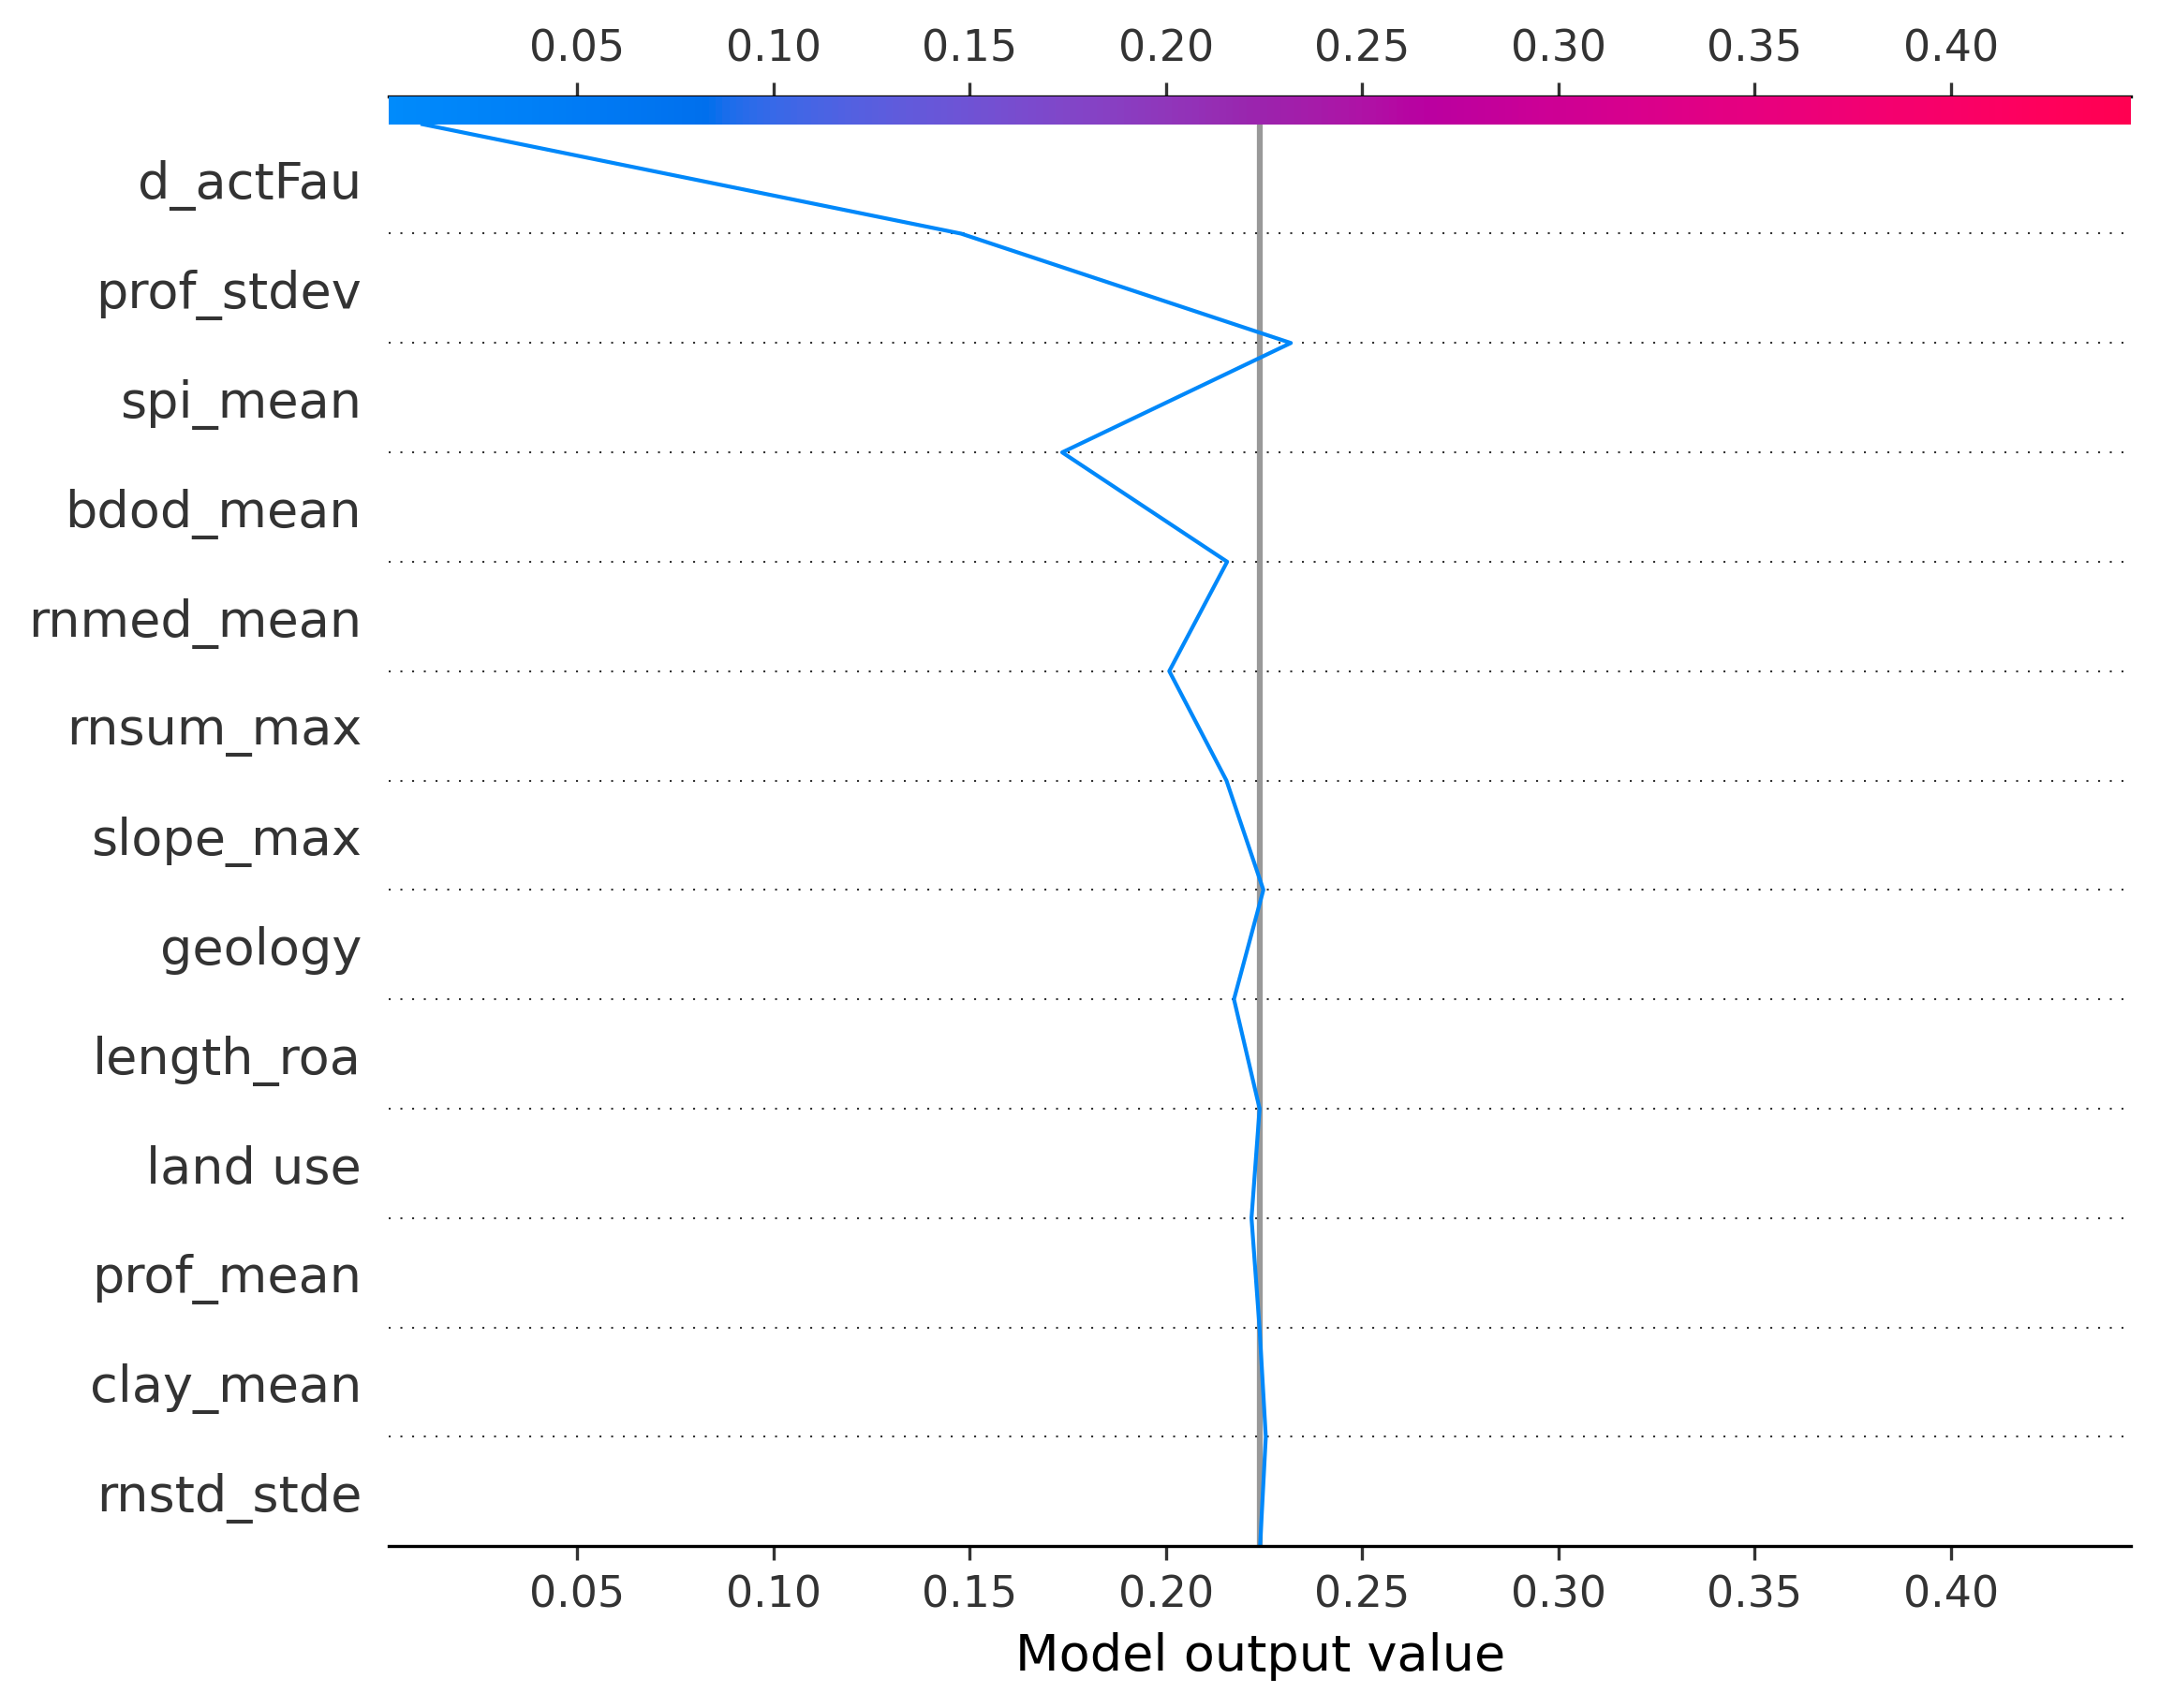 0.05 0.10 0.15 0.20 0.25 0.30 0.35 0.40
d_actFau
prof_stdev
spi_mean
bdod_mean
rnmed_mean
rnsum_max
slope_max
geology
length_roa
land use
prof_mean
clay_mean
rnstd_stde
0.05 0.10 0.15 0.20 0.25 0.30 0.35 0.40
Model output value